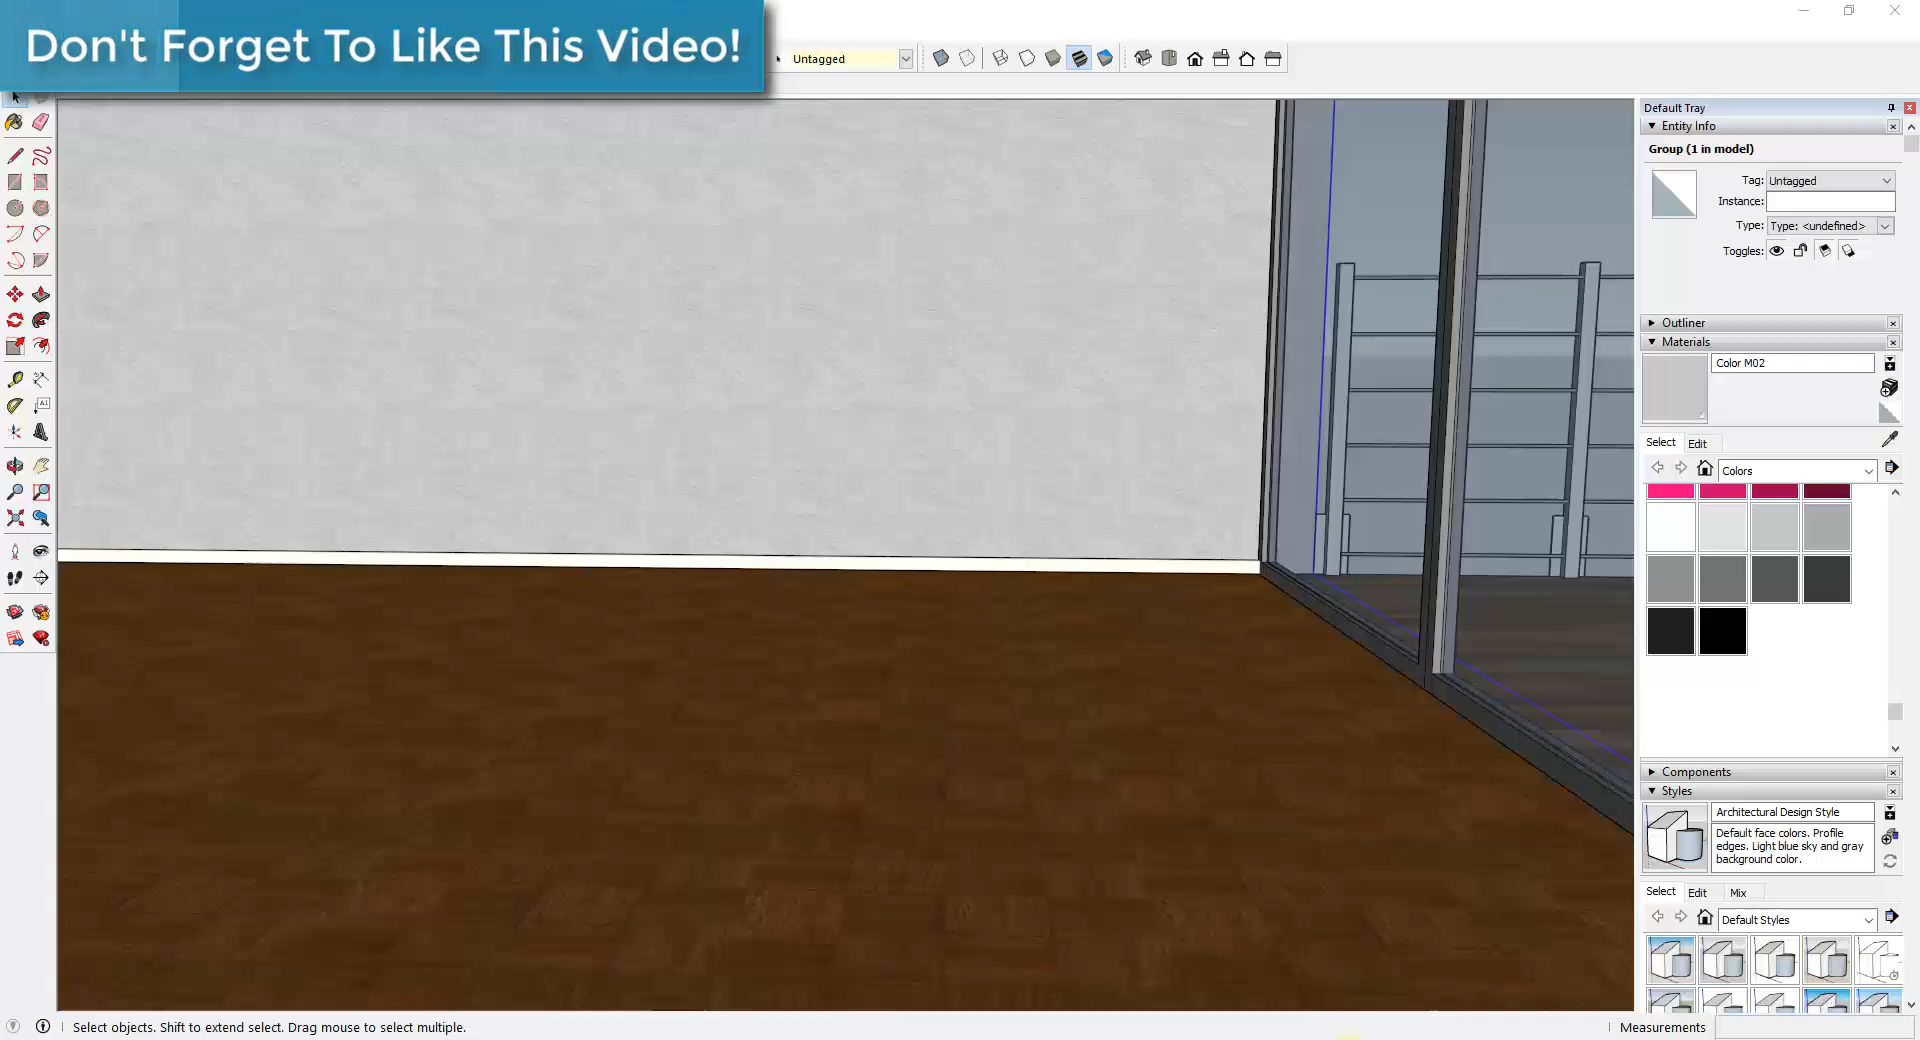 Don't Forget To Like This Video!
Untagged
Default Tray
Entity Info
Group (1 in model)
Tag: Untagged
Instance:
Type: Type: <undefined>
Toggles:
Outliner
Materials
Color M02
Select Edit
Colors
Components
Styles
Architectural Design Style
Default face colors. Profile
edges. Light blue sky and gray
background color.
Select Edit Mix
Default Styles
Select objects. Shift to extend select. Drag mouse to select multiple.
Measurements